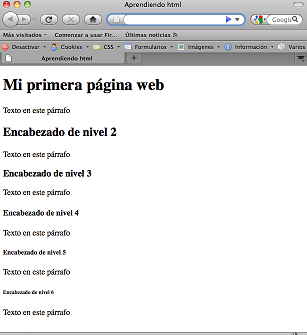 Aprendiendo html
Google
Más visitados Comenzar a usar Fir... Últimas noticias
Desactivar Cookies CSS Formularios Imágenes Información Varios
Aprendiendo html
Mi primera página web
Texto en este párrafo
Encabezado de nivel 2
Texto en este párrafo
Encabezado de nivel 3
Texto en este párrafo
Encabezado de nivel 4
Texto en este párrafo
Encabezado de nivel 5
Texto en este párrafo
Encabezado de nivel 6
Texto en este párrafo